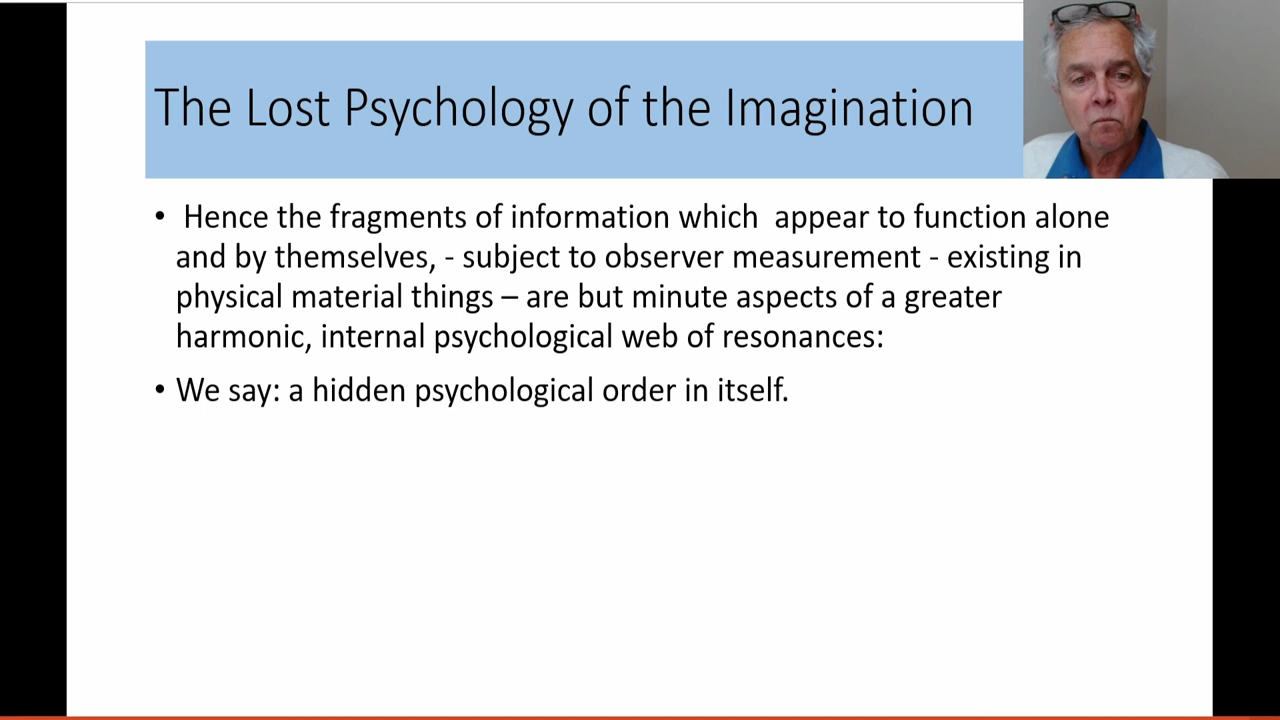 The Lost Psychology of the Imagination
• Hence the fragments of information which  appear to function alone
and by themselves, - subject to observer measurement - existing in
physical material things – are but minute aspects of a greater
harmonic, internal psychological web of resonances:
• We say: a hidden psychological order in itself.